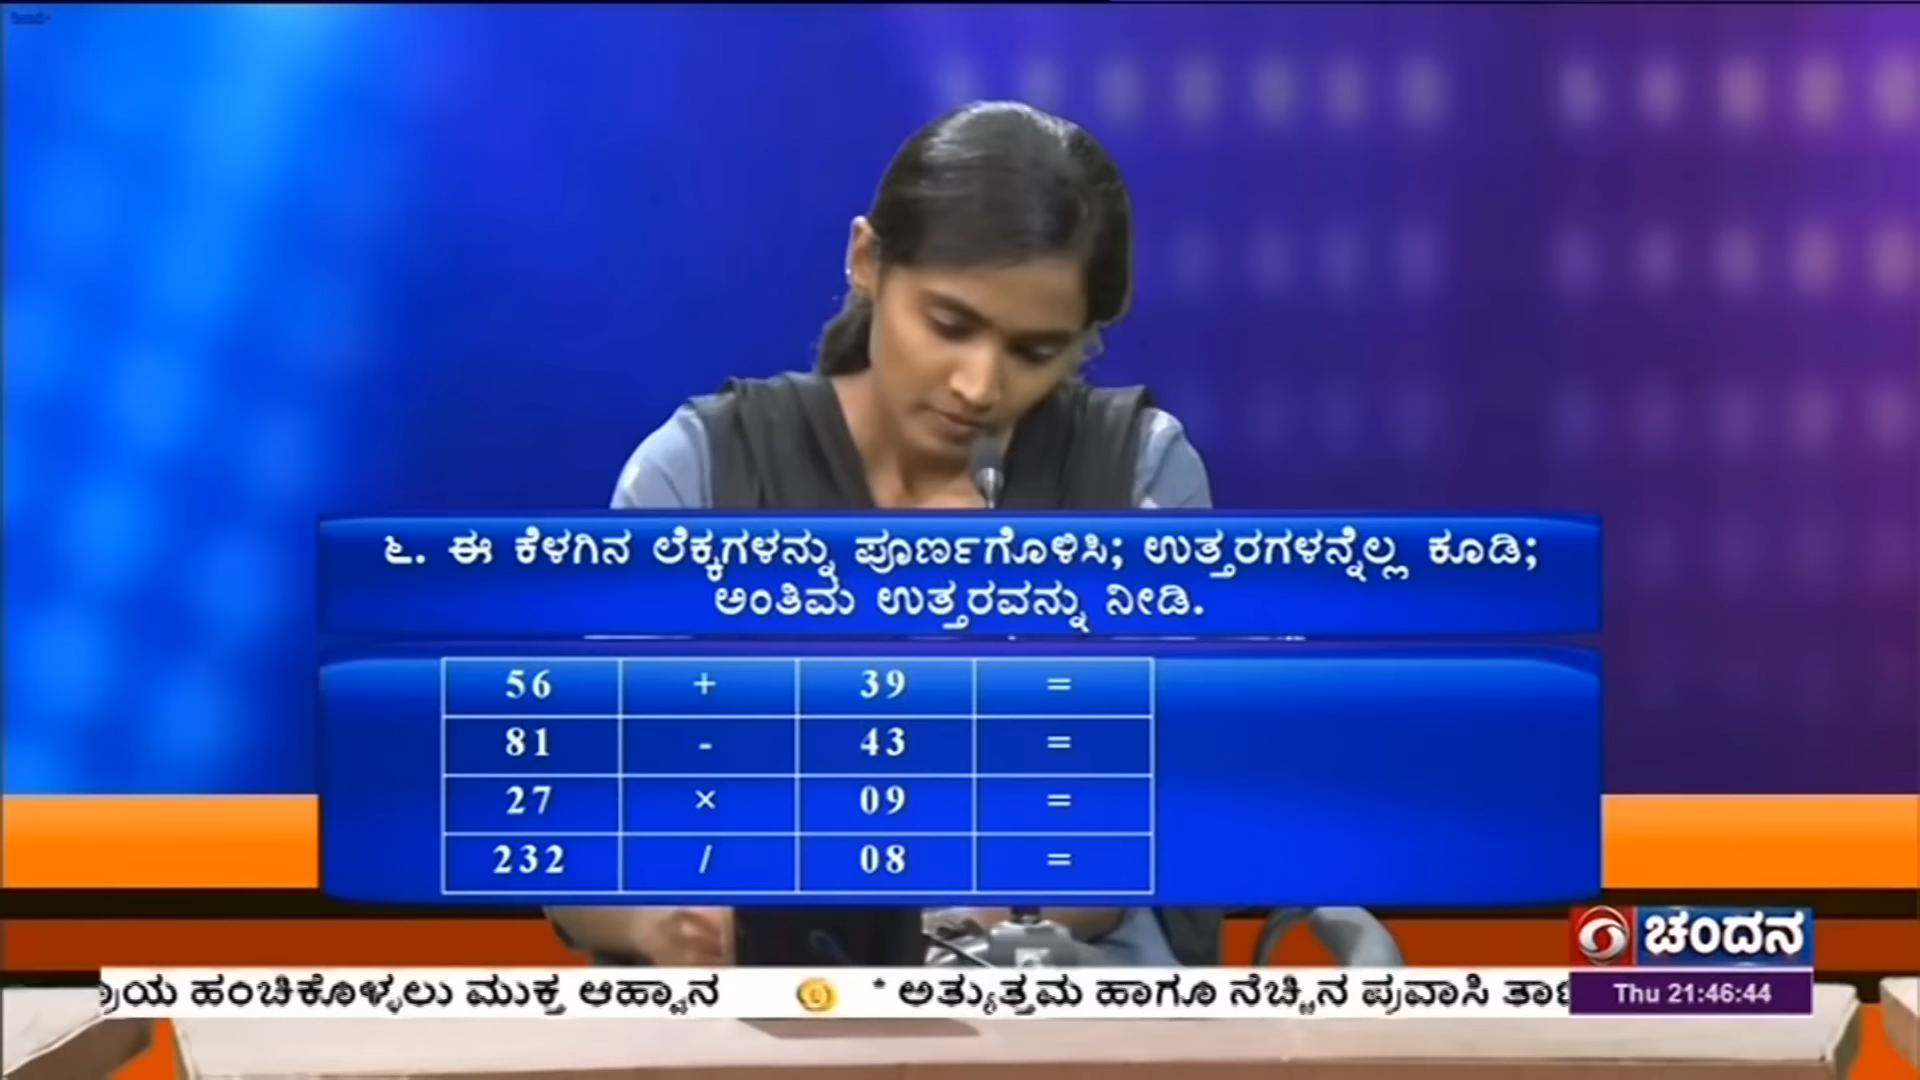 ೬. ಈ ಕೆಳಗಿನ ಲೆಕ್ಕಗಳನ್ನು ಪೂರ್ಣಗೊಳಿಸಿ; ಉತ್ತರಗಳನ್ನೆಲ್ಲ ಕೂಡಿ;
ಅಂತಿಮ ಉತ್ತರವನ್ನು ನೀಡಿ.
56 + 39 =
81 - 43 =
27 × 09 =
232 / 08 =
ಚಂದನ
ಹಂಚಿಕೊಳ್ಳಲು ಮುಕ್ತ ಆಹ್ವಾನ * ಅತ್ಯುತ್ತಮ ಹಾಗೂ ನೆಚ್ಚಿನ ಪ್ರವಾಸಿ
Thu 21:46:44